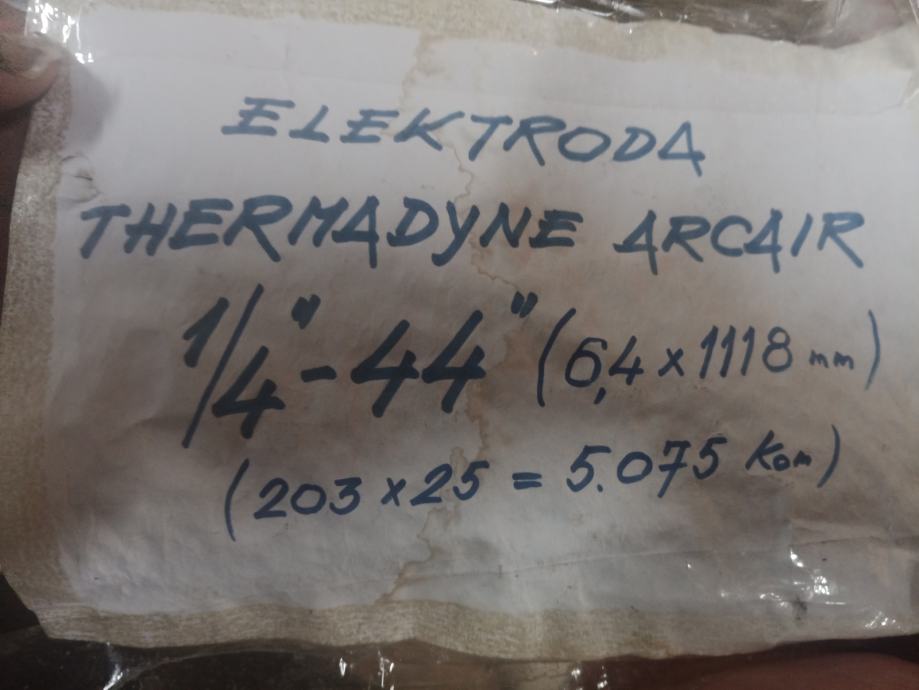 ELEKTRODA
THERMADYNE ARCAIR
1/4" - 44" (6,4 x 1118 mm)
(203 x 25 = 5.075 Kom)